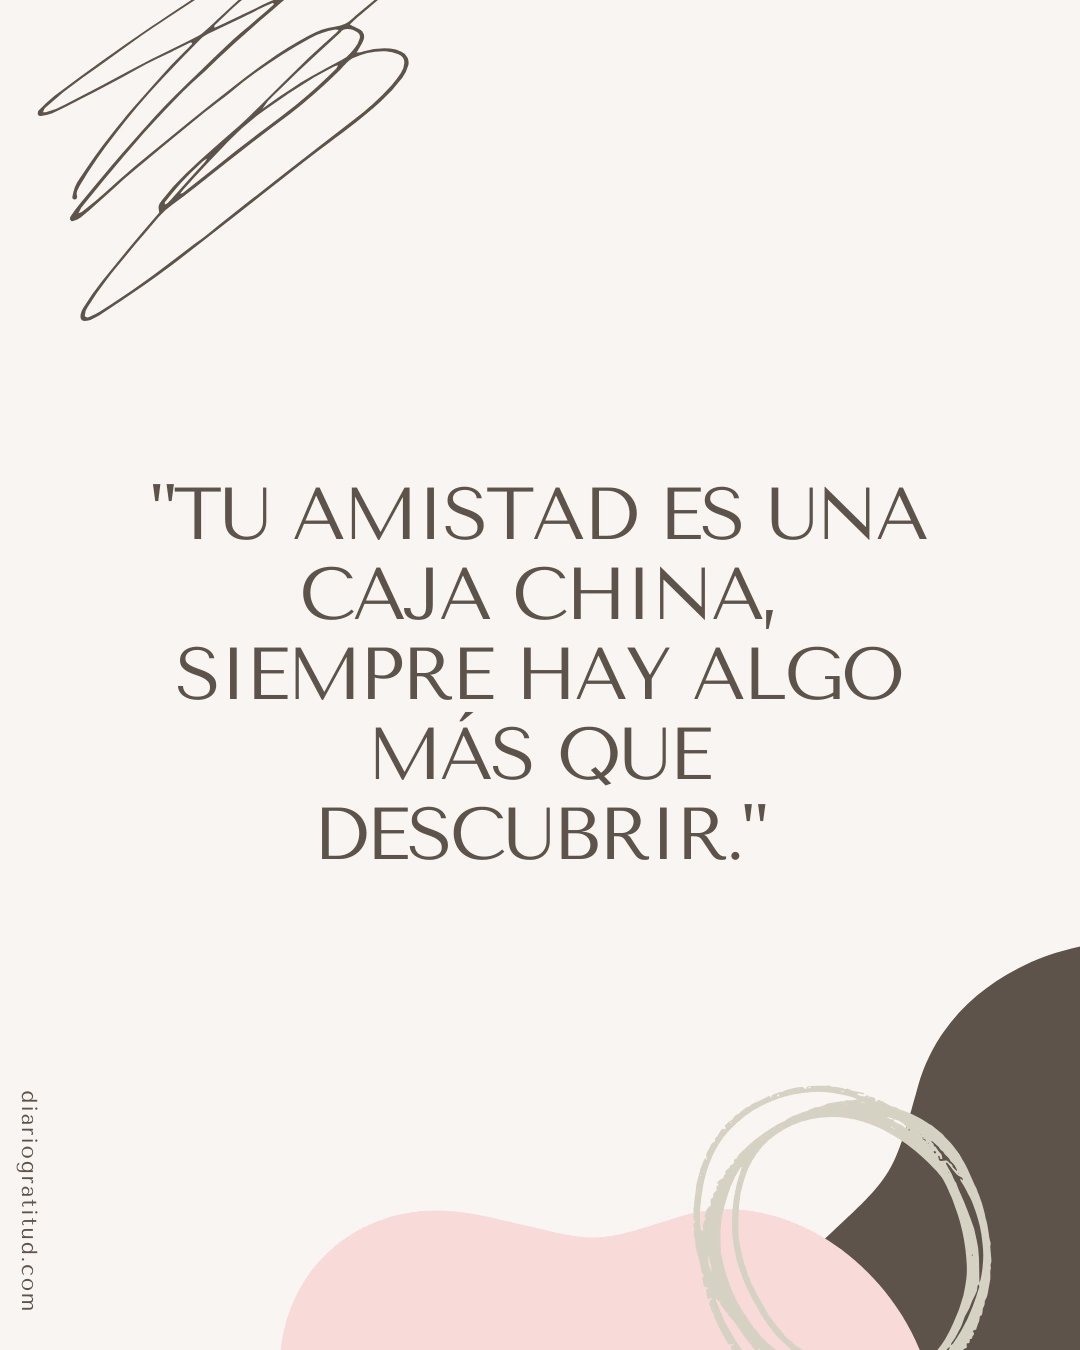 "TU AMISTAD ES UNA
CAJA CHINA,
SIEMPRE HAY ALGO
MÁS QUE
DESCUBRIR."
diariogratitud.com